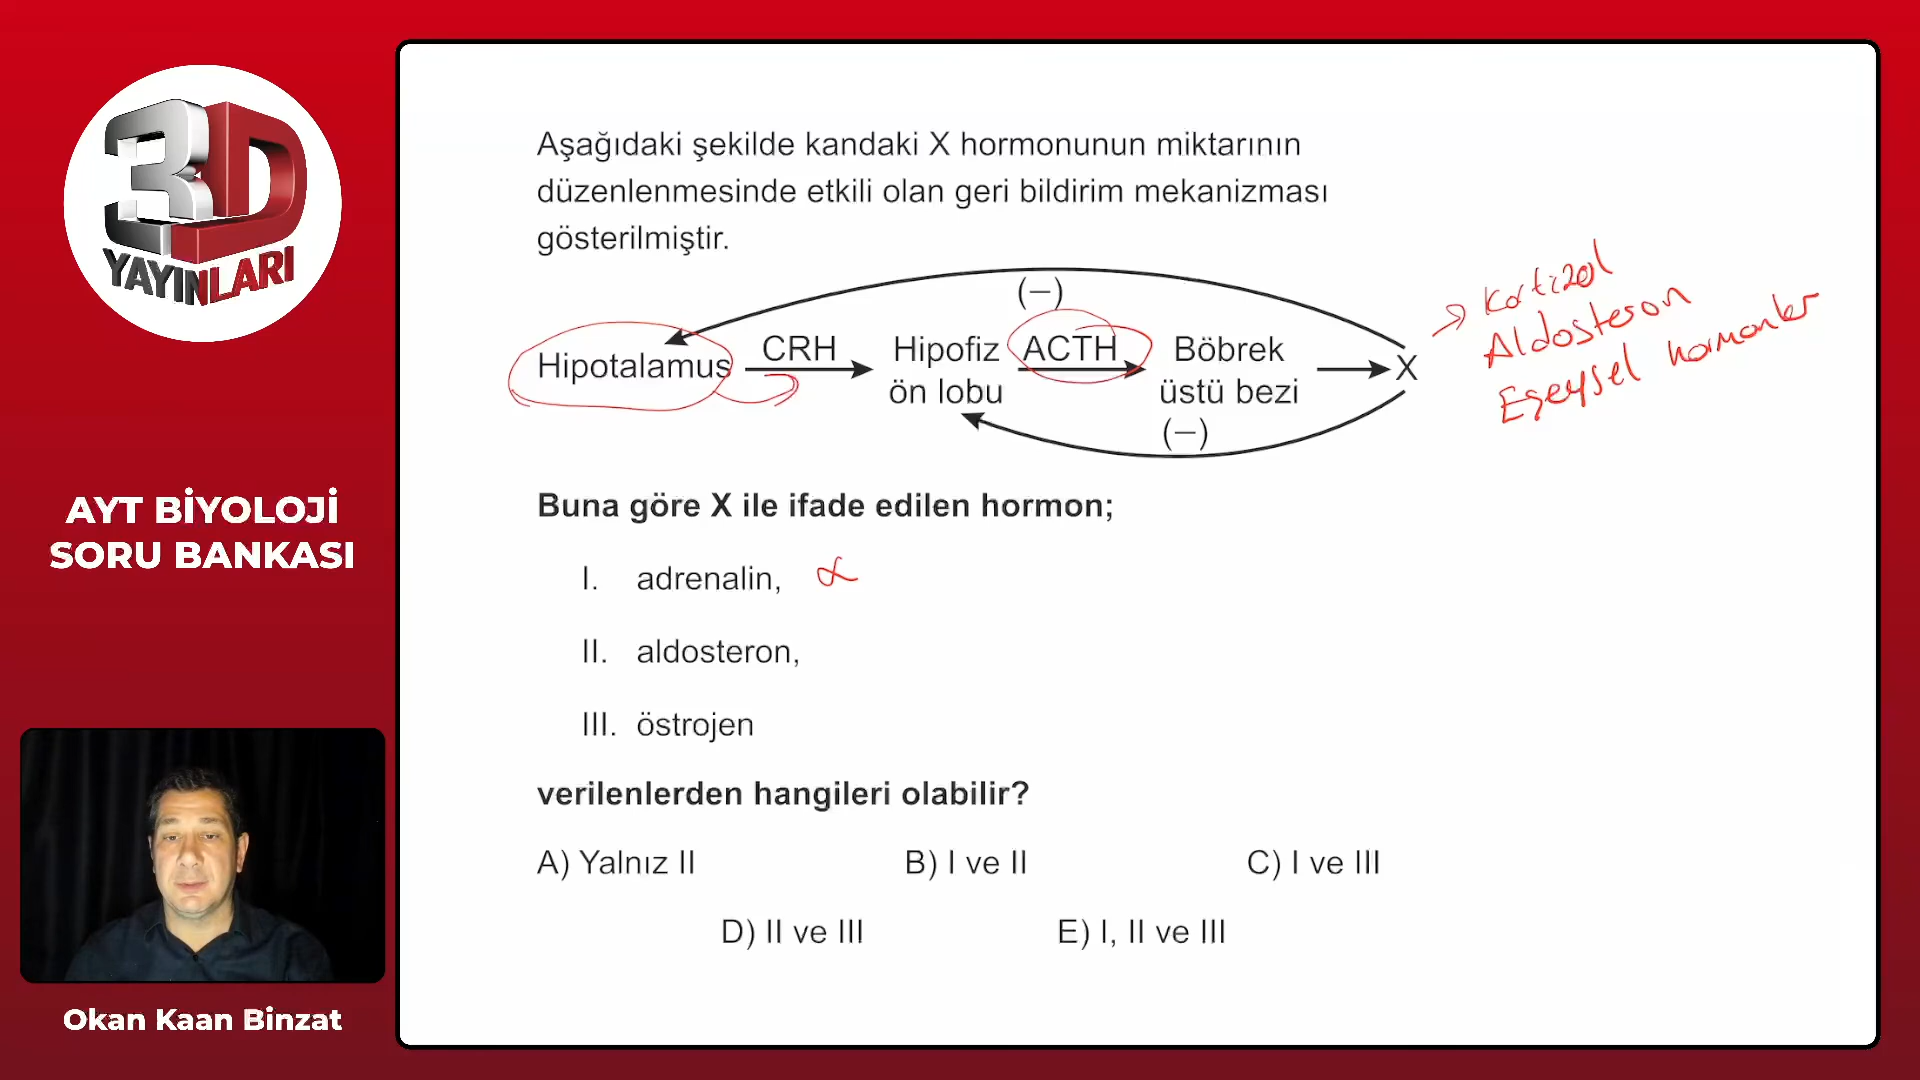 3D
YAYINLARI
AYT BİYOLOJİ
SORU BANKASI
Okan Kaan Binzat
Aşağıdaki şekilde kandaki X hormonunun miktarının
düzenlenmesinde etkili olan geri bildirim mekanizması
gösterilmiştir.
(–)
Hipotalamus
CRH
Hipofiz
ön lobu
ACTH
Böbrek
üstü bezi
X
(–)
Kortizol
Aldosteron
Eşeysel hormonlar
Buna göre X ile ifade edilen hormon;
I. adrenalin,
II. aldosteron,
III. östrojen
verilenlerden hangileri olabilir?
A) Yalnız II
B) I ve II
C) I ve III
D) II ve III
E) I, II ve III